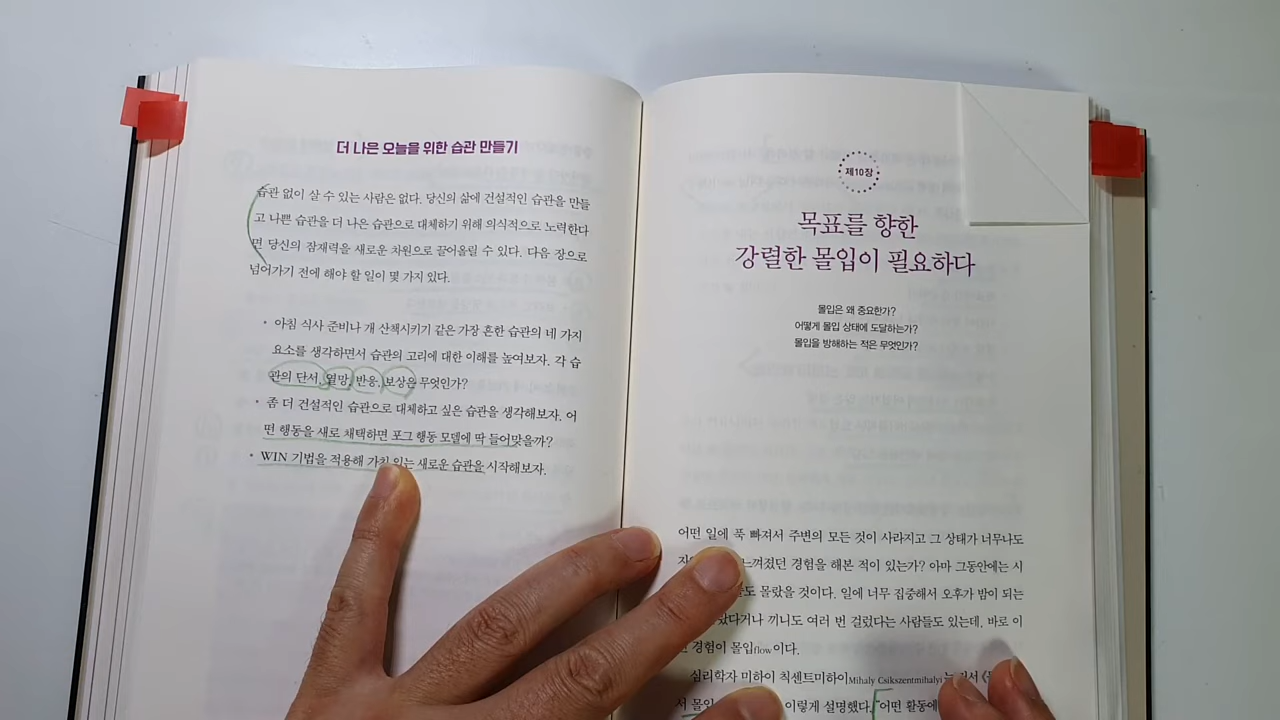 더 나은 오늘을 위한 습관 만들기
습관 없이 살 수 있는 사람은 없다. 당신의 삶에 건설적인 습관을 만들
고 나쁜 습관을 더 나은 습관으로 대체하기 위해 의식적으로 노력한다
면 당신의 잠재력을 새로운 차원으로 끌어올릴 수 있다. 다음 장으로
넘어가기 전에 해야 할 일이 몇 가지 있다.
• 아침 식사 준비나 개 산책시키기 같은 가장 흔한 습관의 네 가지
요소를 생각하면서 습관의 고리에 대한 이해를 높여보자. 각 습
관의 단서, 열망, 반응, 보상은 무엇인가?
• 좀 더 건설적인 습관으로 대체하고 싶은 습관을 생각해보자. 어
떤 행동을 새로 채택하면 포그 행동 모델에 딱 들어맞을까?
• WIN 기법을 적용해 가치 있는 새로운 습관을 시작해보자.
제10장
목표를 향한
강렬한 몰입이 필요하다
몰입은 왜 중요한가?
어떻게 몰입 상태에 도달하는가?
몰입을 방해하는 적은 무엇인가?
어떤 일에 푹 빠져서 주변의 모든 것이 사라지고 그 상태가 너무나도
느껴졌던 경험을 해본 적이 있는가? 아마 그동안에는 시
도 몰랐을 것이다. 일에 너무 집중해서 오후가 밤이 되는
랐다거나 끼니도 여러 번 걸렀다는 사람들도 있는데, 바로 이
경험이 몰입flow이다.
심리학자 미하이 칙센트미하이Mihaly Csikszentmihalyi는
서 몰입 이렇게 설명했다. 어떤 활동에